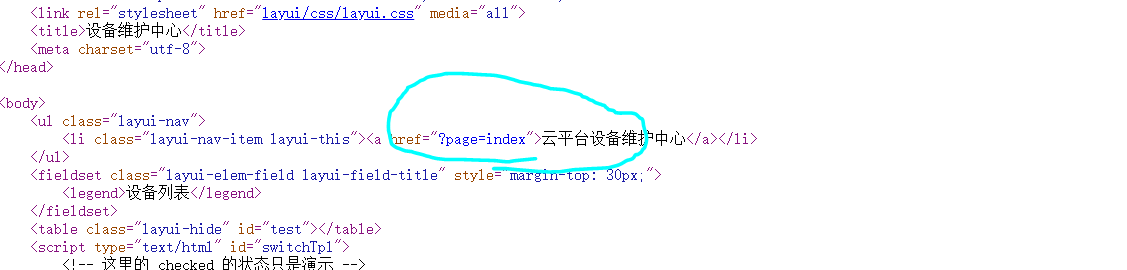 <link rel="stylesheet" href="layui/css/layui.css" media="all">
<title>设备维护中心</title>
<meta charset="utf-8">
</head>
<body>
<ul class="layui-nav">
<li class="layui-nav-item layui-this"><a href="?page=index">云平台设备维护中心</a></li>
</ul>
<fieldset class="layui-elem-field layui-field-title" style="margin-top: 30px;">
<legend>设备列表</legend>
</fieldset>
<table class="layui-hide" id="test"></table>
<script type="text/html" id="switchTpl">
<!-- 这里的 checked 的状态只是演示 -->